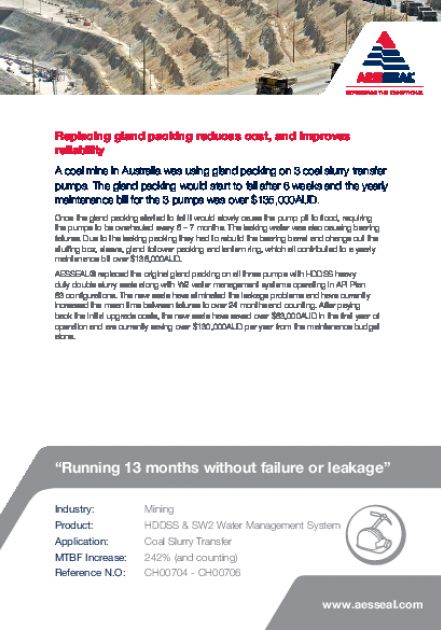 AESSEAL®
Replacing gland packing reduces cost, and improves
reliability
A coal mine in Australia was using gland packing on 3 coal slurry transfer
pumps. The gland packing would start to fail after 6 weeks and the yearly
maintenance bill for the 3 pumps was over $135,000AUD.
Once the gland packing started to fail it would slowly cause the pump pit to flood, requiring
the pumps to be overhauled every 6 – 7 months. The leaking water was also causing bearing
failures. Due to the leaking packing they had to rebuild the bearing barrel and change out the
stuffing box, sleeve, gland follower packing and lantern ring, which all contributed to a yearly
maintenance bill over $135,000AUD.
AESSEAL® replaced the original gland packing on all three pumps with HDDSS heavy
duty double slurry seals along with W2 water management systems operating in API Plan
53 configurations. The new seals have eliminated the leakage problems and have currently
increased the mean time between failures to over 24 months and counting. After paying
back the initial upgrade costs, the new seals have saved over $63,000AUD in the first year of
operation and are currently saving over $130,000AUD per year from the maintenance budget
alone.
“Running 13 months without failure or leakage”
Industry: Mining
Product: HDDSS & SW2 Water Management System
Application: Coal Slurry Transfer
MTBF Increase: 242% (and counting)
Reference N.O: CH00704 - CH00706
www.aesseal.com